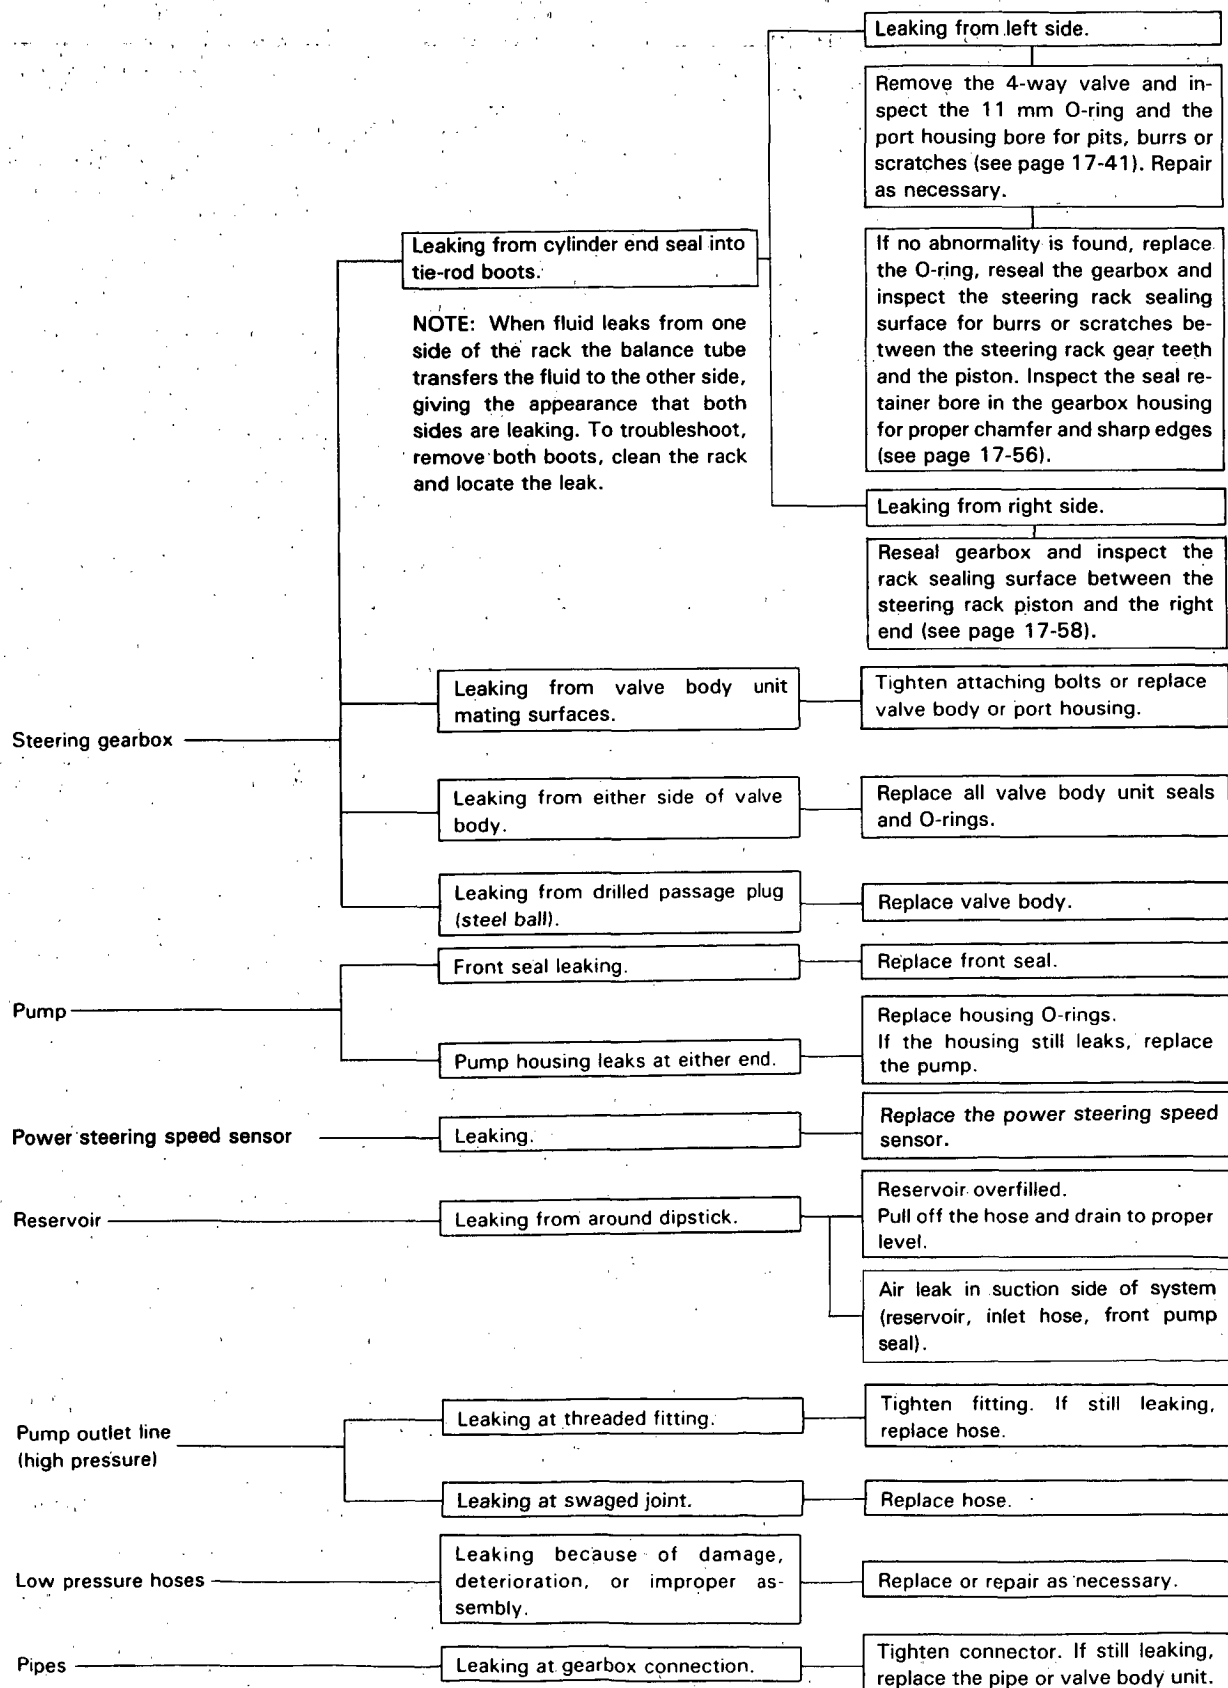 Leaking from left side.
Remove the 4-way valve and in-
spect the 11 mm O-ring and the
port housing bore for pits, burrs or
scratches (see page 17-41). Repair
as necessary.
Leaking from cylinder end seal into
tie-rod boots.
If no abnormality is found, replace
the O-ring, reseal the gearbox and
inspect the steering rack sealing
surface for burrs or scratches be-
tween the steering rack gear teeth
and the piston. Inspect the seal re-
tainer bore in the gearbox housing
for proper chamfer and sharp edges
(see page 17-56).
NOTE: When fluid leaks from one
side of the rack the balance tube
transfers the fluid to the other side,
giving the appearance that both
sides are leaking. To troubleshoot,
remove both boots, clean the rack
and locate the leak.
Leaking from right side.
Reseal gearbox and inspect the
rack sealing surface between the
steering rack piston and the right
end (see page 17-58).
Steering gearbox
Leaking from valve body unit
mating surfaces.
Tighten attaching bolts or replace
valve body or port housing.
Leaking from either side of valve
body.
Replace all valve body unit seals
and O-rings.
Leaking from drilled passage plug
(steel ball).
Replace valve body.
Pump
Front seal leaking.
Replace front seal.
Pump housing leaks at either end.
Replace housing O-rings.
If the housing still leaks, replace
the pump.
Power steering speed sensor
Leaking.
Replace the power steering speed
sensor.
Reservoir
Leaking from around dipstick.
Reservoir overfilled.
Pull off the hose and drain to proper
level.
Air leak in suction side of system
(reservoir, inlet hose, front pump
seal).
Pump outlet line
(high pressure)
Leaking at threaded fitting.
Tighten fitting. If still leaking,
replace hose.
Leaking at swaged joint.
Replace hose.
Low pressure hoses
Leaking because of damage,
deterioration, or improper as-
sembly.
Replace or repair as necessary.
Pipes
Leaking at gearbox connection.
Tighten connector. If still leaking,
replace the pipe or valve body unit.